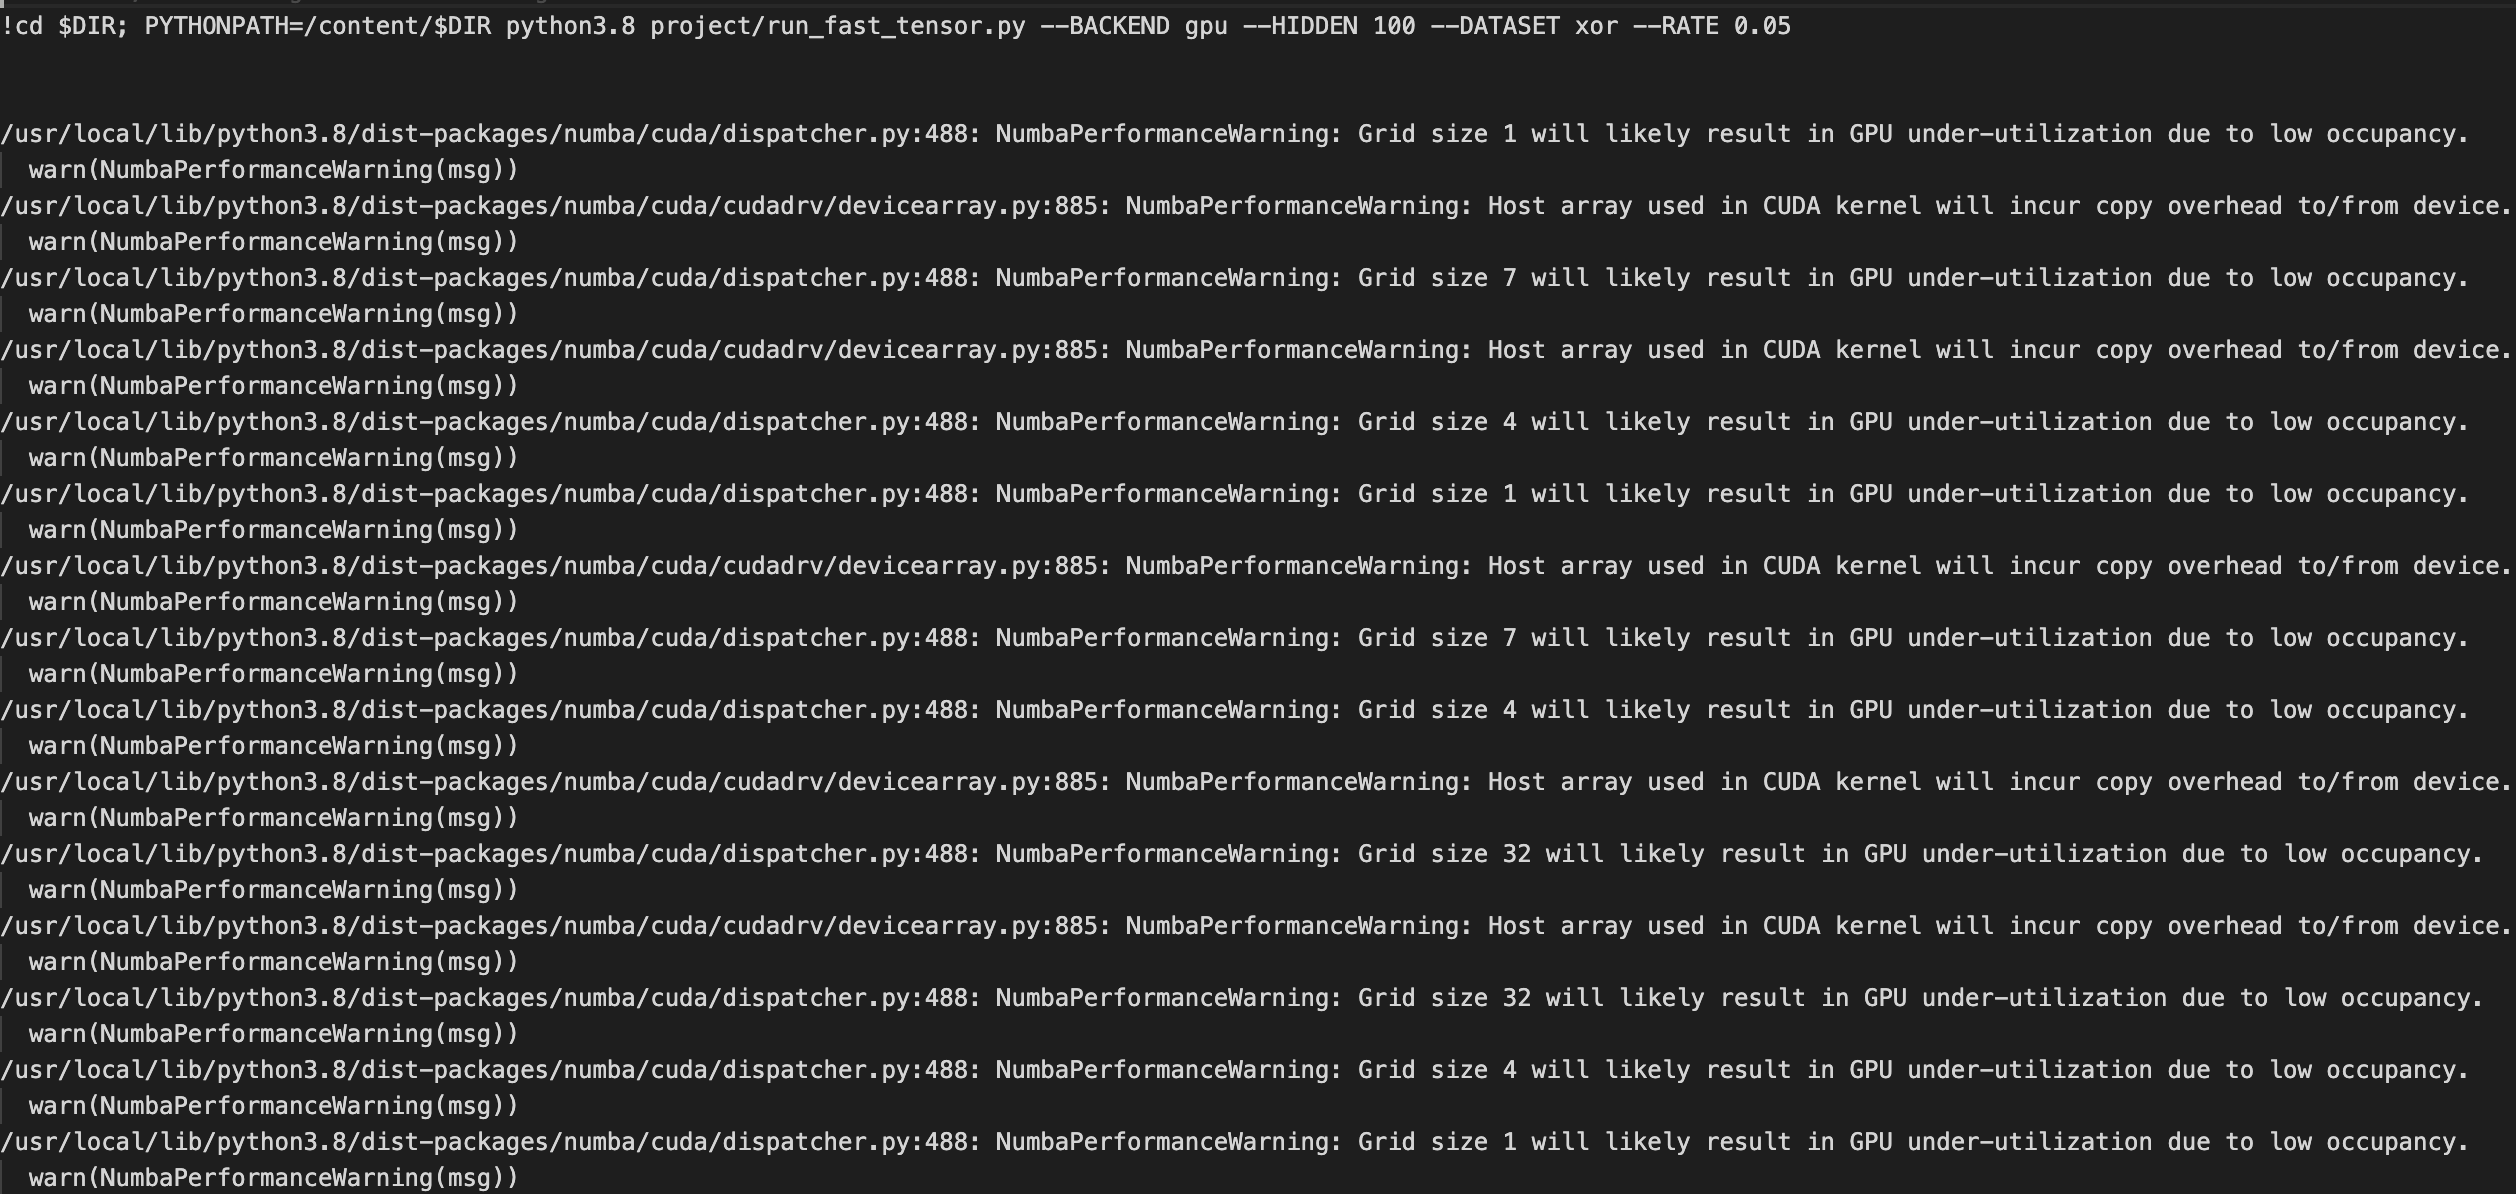 !cd $DIR; PYTHONPATH=/content/$DIR python3.8 project/run_fast_tensor.py --BACKEND gpu --HIDDEN 100 --DATASET xor --RATE 0.05
/usr/local/lib/python3.8/dist-packages/numba/cuda/dispatcher.py:488: NumbaPerformanceWarning: Grid size 1 will likely result in GPU under-utilization due to low occupancy.
  warn(NumbaPerformanceWarning(msg))
/usr/local/lib/python3.8/dist-packages/numba/cuda/cudadrv/devicearray.py:885: NumbaPerformanceWarning: Host array used in CUDA kernel will incur copy overhead to/from device.
  warn(NumbaPerformanceWarning(msg))
/usr/local/lib/python3.8/dist-packages/numba/cuda/dispatcher.py:488: NumbaPerformanceWarning: Grid size 7 will likely result in GPU under-utilization due to low occupancy.
  warn(NumbaPerformanceWarning(msg))
/usr/local/lib/python3.8/dist-packages/numba/cuda/cudadrv/devicearray.py:885: NumbaPerformanceWarning: Host array used in CUDA kernel will incur copy overhead to/from device.
  warn(NumbaPerformanceWarning(msg))
/usr/local/lib/python3.8/dist-packages/numba/cuda/dispatcher.py:488: NumbaPerformanceWarning: Grid size 4 will likely result in GPU under-utilization due to low occupancy.
  warn(NumbaPerformanceWarning(msg))
/usr/local/lib/python3.8/dist-packages/numba/cuda/dispatcher.py:488: NumbaPerformanceWarning: Grid size 1 will likely result in GPU under-utilization due to low occupancy.
  warn(NumbaPerformanceWarning(msg))
/usr/local/lib/python3.8/dist-packages/numba/cuda/cudadrv/devicearray.py:885: NumbaPerformanceWarning: Host array used in CUDA kernel will incur copy overhead to/from device.
  warn(NumbaPerformanceWarning(msg))
/usr/local/lib/python3.8/dist-packages/numba/cuda/dispatcher.py:488: NumbaPerformanceWarning: Grid size 7 will likely result in GPU under-utilization due to low occupancy.
  warn(NumbaPerformanceWarning(msg))
/usr/local/lib/python3.8/dist-packages/numba/cuda/dispatcher.py:488: NumbaPerformanceWarning: Grid size 4 will likely result in GPU under-utilization due to low occupancy.
  warn(NumbaPerformanceWarning(msg))
/usr/local/lib/python3.8/dist-packages/numba/cuda/cudadrv/devicearray.py:885: NumbaPerformanceWarning: Host array used in CUDA kernel will incur copy overhead to/from device.
  warn(NumbaPerformanceWarning(msg))
/usr/local/lib/python3.8/dist-packages/numba/cuda/dispatcher.py:488: NumbaPerformanceWarning: Grid size 32 will likely result in GPU under-utilization due to low occupancy.
  warn(NumbaPerformanceWarning(msg))
/usr/local/lib/python3.8/dist-packages/numba/cuda/cudadrv/devicearray.py:885: NumbaPerformanceWarning: Host array used in CUDA kernel will incur copy overhead to/from device.
  warn(NumbaPerformanceWarning(msg))
/usr/local/lib/python3.8/dist-packages/numba/cuda/dispatcher.py:488: NumbaPerformanceWarning: Grid size 32 will likely result in GPU under-utilization due to low occupancy.
  warn(NumbaPerformanceWarning(msg))
/usr/local/lib/python3.8/dist-packages/numba/cuda/dispatcher.py:488: NumbaPerformanceWarning: Grid size 4 will likely result in GPU under-utilization due to low occupancy.
  warn(NumbaPerformanceWarning(msg))
/usr/local/lib/python3.8/dist-packages/numba/cuda/dispatcher.py:488: NumbaPerformanceWarning: Grid size 1 will likely result in GPU under-utilization due to low occupancy.
  warn(NumbaPerformanceWarning(msg))